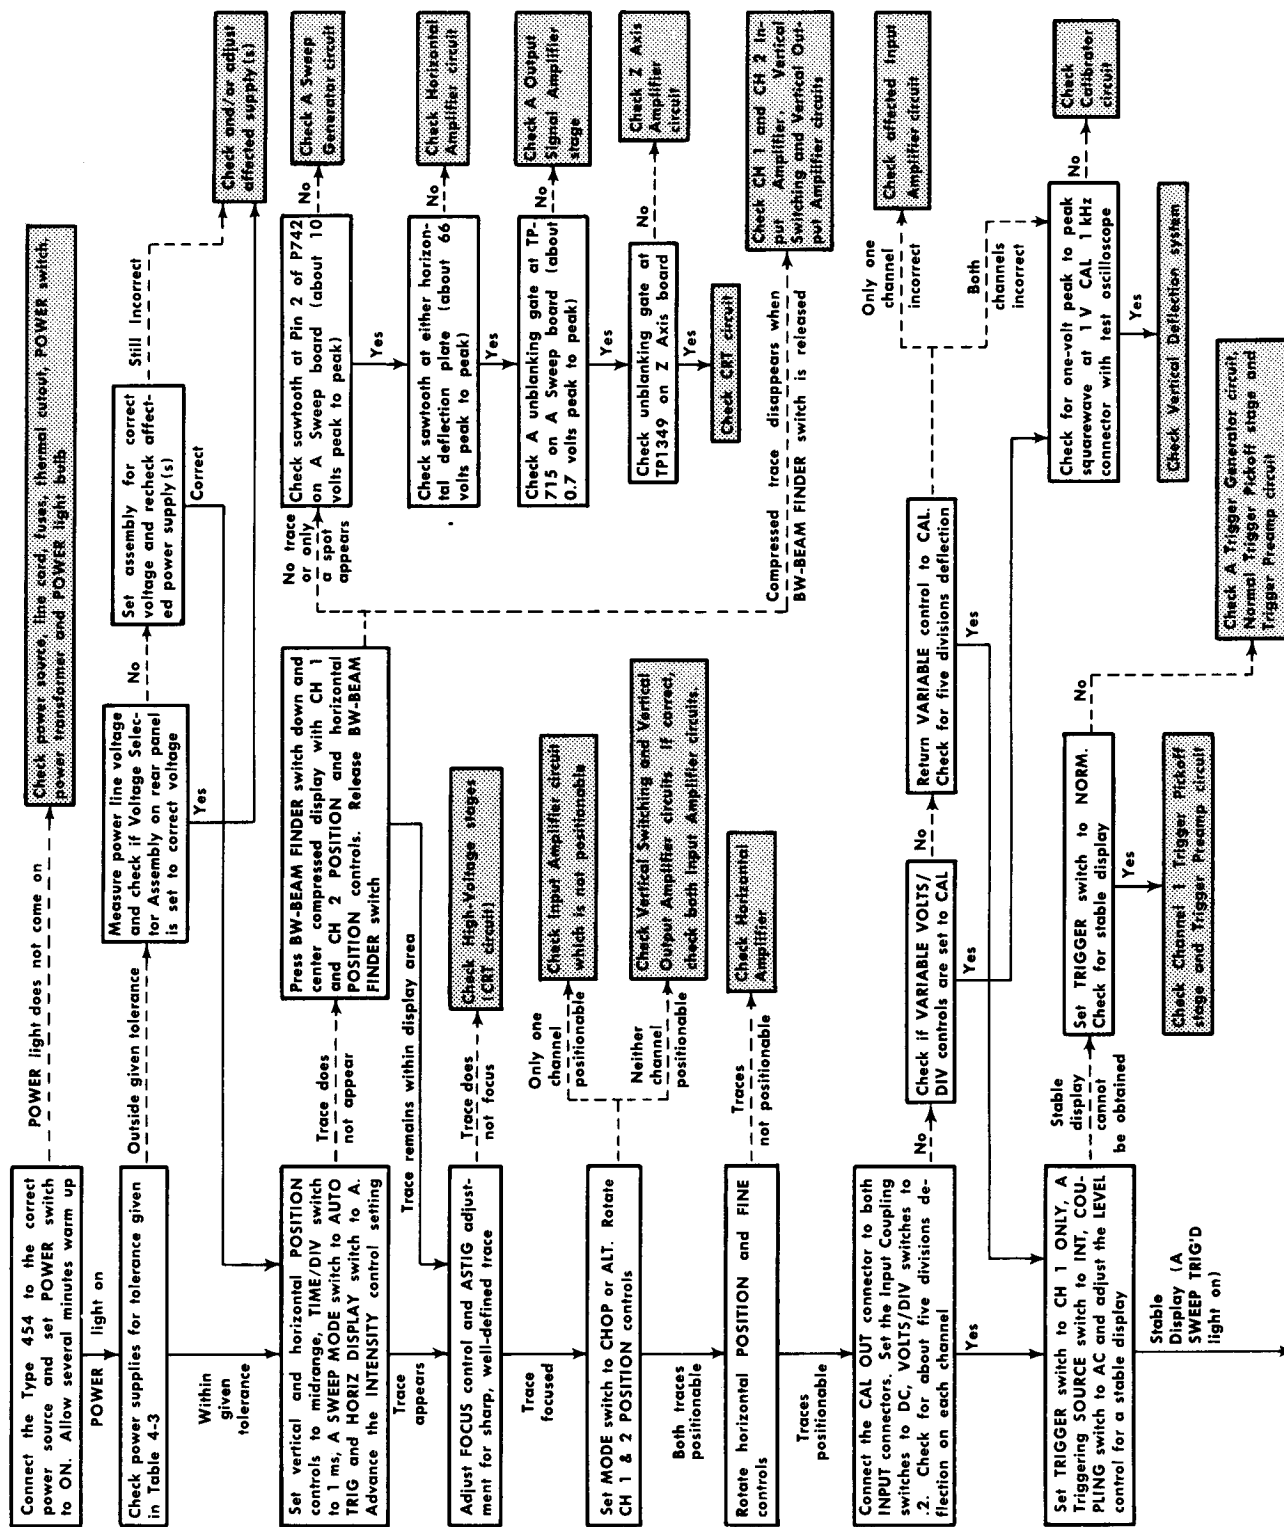 Connect the Type 454 to the correct
power source and set POWER switch
to ON. Allow several minutes warm up
POWER light does not come on
Check power source, line cord, fuses, thermal cutout, POWER switch,
power transformer and POWER light bulb
POWER light on
Check power supplies for tolerance given
in Table 4-3
Outside given tolerance
Measure power line voltage
and check if Voltage Selec-
tor Assembly on rear panel
is set to correct voltage
No
Set assembly for correct
voltage and recheck affect-
ed power supply(s)
Still Incorrect
Check and/or adjust
affected supply(s)
Yes
Correct
Within
given
tolerance
Set vertical and horizontal POSITION
controls to midrange, TIME/DIV switch
to 1 ms, A SWEEP MODE switch to AUTO
TRIG and HORIZ DISPLAY switch to A.
Advance the INTENSITY control setting
Trace does
not appear
Press BW-BEAM FINDER switch down and
center compressed display with CH 1
and CH 2 POSITION and horizontal
POSITION controls. Release BW-BEAM
FINDER switch
No trace
or only
a spot
appears
Check sawtooth at Pin 2 of P742
on A Sweep board (about 10
volts peak to peak)
No
Check A Sweep
Generator circuit
Yes
Check sawtooth at either horizon-
tal deflection plate (about 66
volts peak to peak)
No
Check Horizontal
Amplifier circuit
Yes
Check A unblanking gate at TP-
715 on A Sweep board (about
0.7 volts peak to peak)
No
Check A Output
Signal Amplifier
stage
Yes
Check unblanking gate at
TP1349 on Z Axis board
No
Check Z Axis
Amplifier
circuit
Yes
Check CRT circuit
Compressed trace disappears when
BW-BEAM FINDER switch is released
Check CH 1 and CH 2 In-
put Amplifier, Vertical
Switching and Vertical Out-
put Amplifier circuits
Trace remains within display area
Trace
appears
Adjust FOCUS control and ASTIG adjust-
ment for sharp, well-defined trace
Trace does
not focus
Check High-Voltage stages
(CRT circuit)
Trace
focused
Set MODE switch to CHOP or ALT. Rotate
CH 1 & 2 POSITION controls
Only one
channel
positionable
Check Input Amplifier circuit
which is not positionable
Neither
channel
positionable
Check Vertical Switching and Vertical
Output Amplifier circuits. If correct,
check both Input Amplifier circuits.
Both traces
positionable
Rotate horizontal POSITION and FINE
controls
Traces
not positionable
Check Horizontal
Amplifier
Traces
positionable
Connect the CAL OUT connector to both
INPUT connectors. Set the Input Coupling
switches to DC, VOLTS/DIV switches to
.2. Check for about five divisions de-
flection on each channel
No
Check if VARIABLE VOLTS/
DIV controls are set to CAL
No
Return VARIABLE control to CAL.
Check for five divisions deflection
Only one
channel
incorrect
Check affected Input
Amplifier circuit
Both
channels
incorrect
Yes
Yes
Check for one-volt peak to peak
squarewave at 1 V CAL 1 kHz
connector with test oscilloscope
No
Check
Calibrator
circuit
Yes
Check Vertical Deflection system
Yes
Set TRIGGER switch to CH 1 ONLY, A
Triggering SOURCE switch to INT, COU-
PLING switch to AC and adjust the LEVEL
control for a stable display
Stable
display
cannot
be obtained
Set TRIGGER switch to NORM.
Check for stable display
No
Check A Trigger Generator circuit,
Normal Trigger Pickoff stage and
Trigger Preamp circuit
Yes
Check Channel 1 Trigger Pickoff
stage and Trigger Preamp circuit
Stable
Display (A
SWEEP TRIG'D
light on)